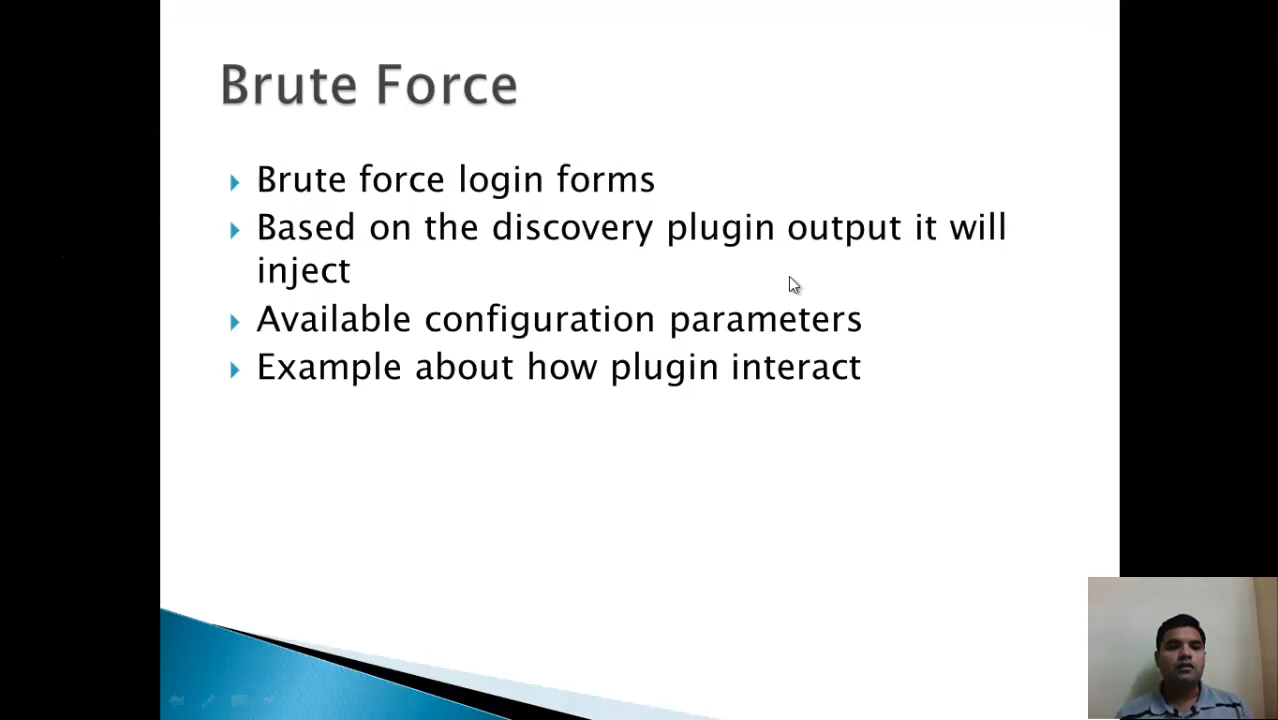 Brute Force
Brute force login forms
Based on the discovery plugin output it will
inject
Available configuration parameters
Example about how plugin interact